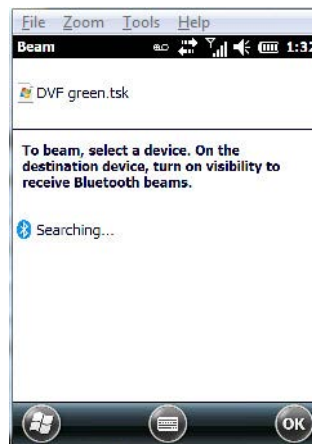 File Zoom Tools Help
Beam 1:32
DVF green.tsk
To beam, select a device. On the
destination device, turn on visibility to
receive Bluetooth beams.
Searching...
OK